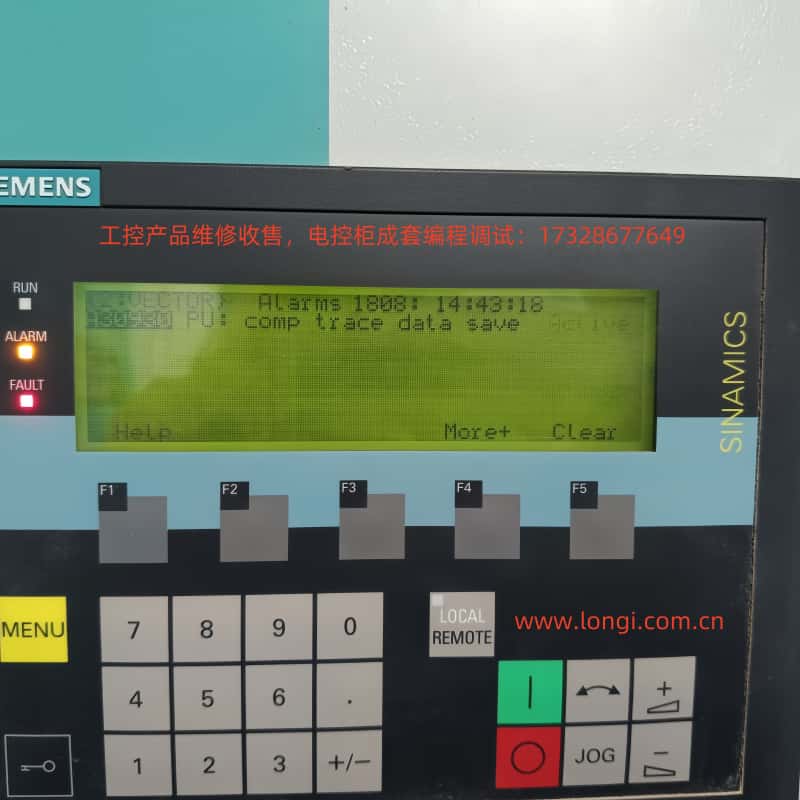 EMENS
工控产品维修收售，电控柜成套编程调试：17328677649
RUN
ALARM
FAULT
VECTOR) Alarms 1808: 14:43:18
PU: comp trace data save Active
Help More+ Clear
SINAMICS
F1 F2 F3 F4 F5
MENU
7 8 9 0
LOCAL
REMOTE
www.longi.com.cn
4 5 6 .
1 2 3 +/−
+
JOG −